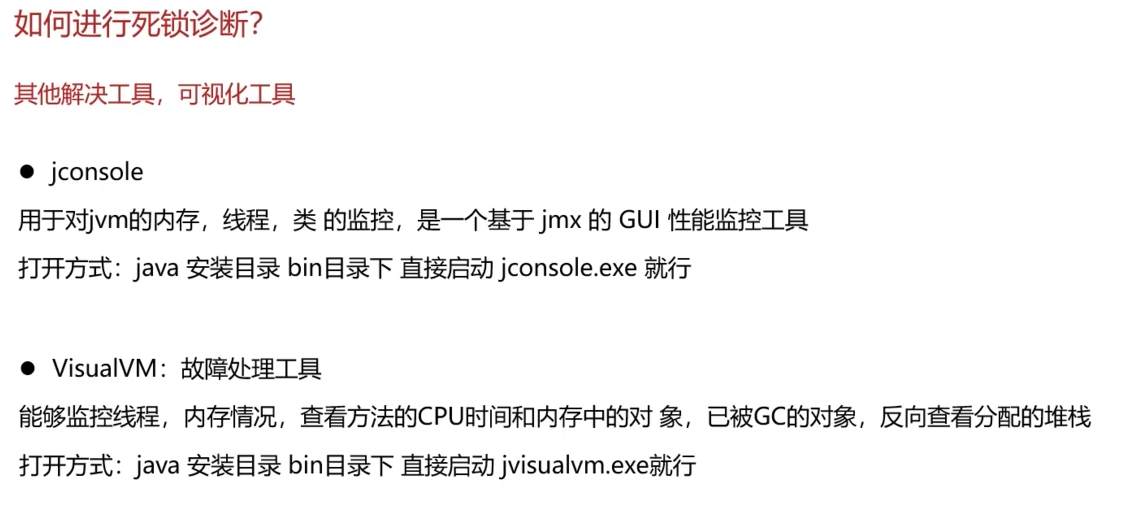 如何进行死锁诊断？
其他解决工具，可视化工具
● jconsole
用于对jvm的内存，线程，类 的监控，是一个基于 jmx 的 GUI 性能监控工具
打开方式：java 安装目录 bin目录下 直接启动 jconsole.exe 就行
● VisualVM：故障处理工具
能够监控线程，内存情况，查看方法的CPU时间和内存中的对 象，已被GC的对象，反向查看分配的堆栈
打开方式：java 安装目录 bin目录下 直接启动 jvisualvm.exe就行